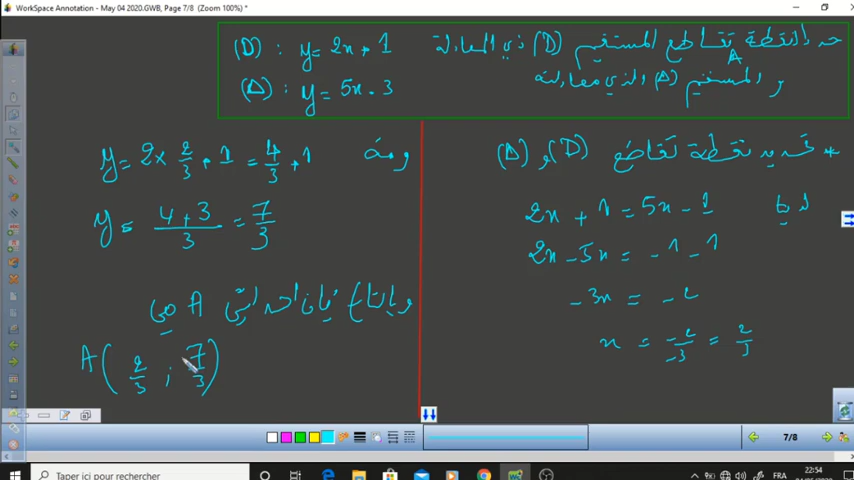 WorkSpace Annotation - May 04 2020.GWB, Page 7/8 (Zoom 100%) *
حدد النقطة A تقاطع المستقيم (D) ذي المعادلة (D) : y = 2x + 1
و المستقيم (Δ) الذي معادلته (Δ) : y = 5x - 3
* تحديد نقطة تقاطع (D) و (Δ)
لدينا 2x + 1 = 5x - 1
2x - 5x = -1 - 1
-3x = -2
x = -2/-3 = 2/3
ومنه y = 2 × 2/3 + 1 = 4/3 + 1
y = (4 + 3)/3 = 7/3
وبالتالي فإن احداثيتي A هي
A(2/3 ; 7/3)
7/8
Taper ici pour rechercher
FRA
22:54